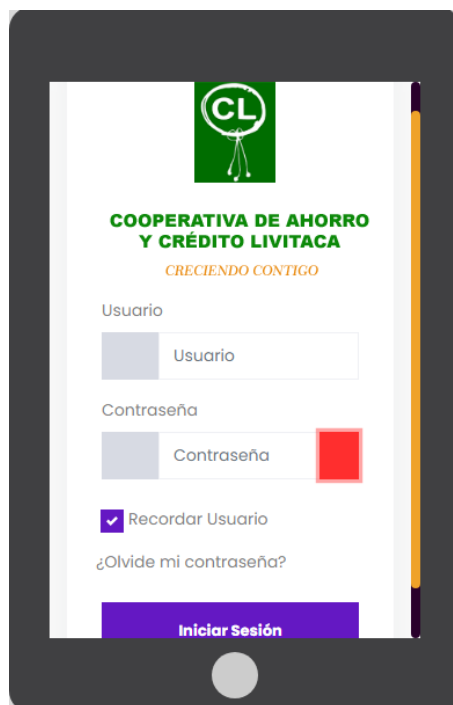 CL
COOPERATIVA DE AHORRO
Y CRÉDITO LIVITACA
CRECIENDO CONTIGO
Usuario
Usuario
Contraseña
Contraseña
Recordar Usuario
¿Olvide mi contraseña?
Iniciar Sesión